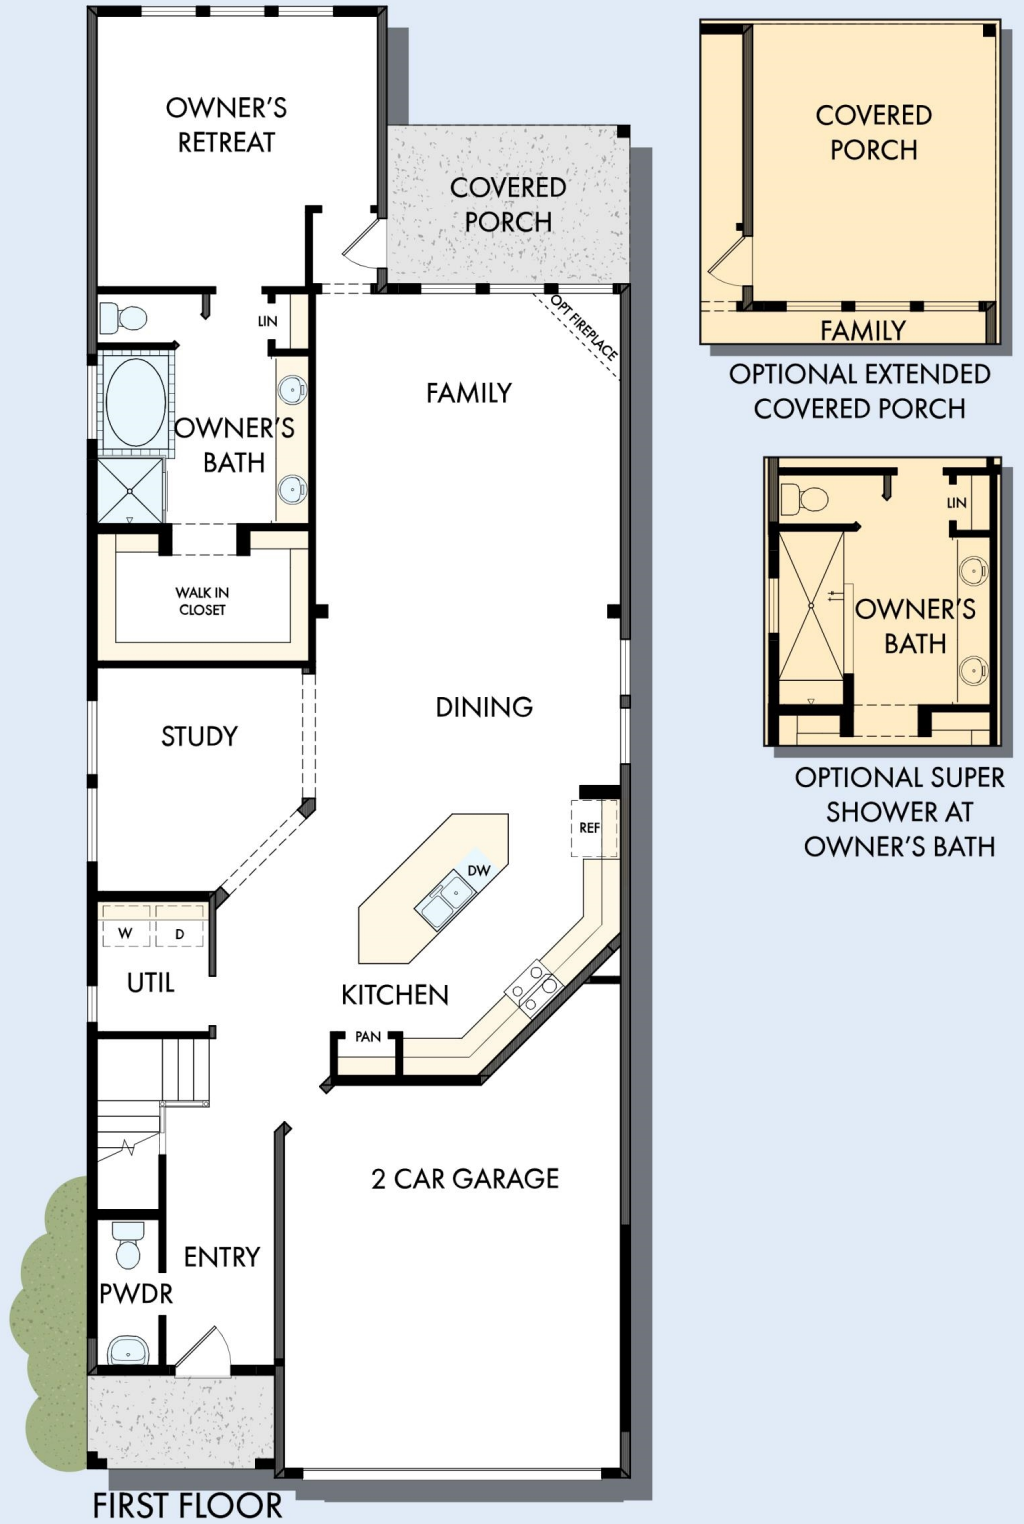 OWNER'S
RETREAT
COVERED
PORCH
LIN
OPT FIREPLACE
FAMILY
OWNER'S
BATH
WALK IN
CLOSET
STUDY
DINING
REF
DW
W
D
UTIL
KITCHEN
PAN
2 CAR GARAGE
ENTRY
PWDR
FIRST FLOOR
COVERED
PORCH
FAMILY
OPTIONAL EXTENDED
COVERED PORCH
LIN
OWNER'S
BATH
OPTIONAL SUPER
SHOWER AT
OWNER'S BATH